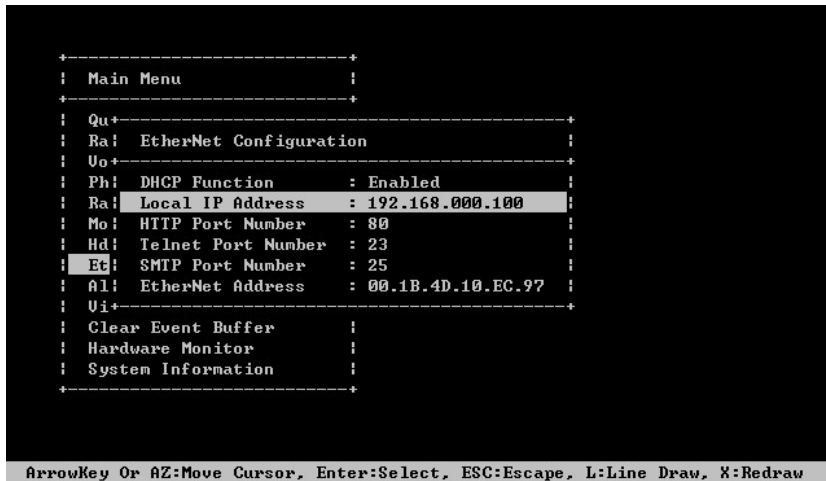 Main Menu
Qu
Ra EtherNet Configuration
Vo
Ph DHCP Function : Enabled
Ra Local IP Address : 192.168.000.100
Mo HTTP Port Number : 80
Hd Telnet Port Number : 23
Et SMTP Port Number : 25
Al EtherNet Address : 00.1B.4D.10.EC.97
Vi
Clear Event Buffer
Hardware Monitor
System Information
ArrowKey Or AZ:Move Cursor, Enter:Select, ESC:Escape, L:Line Draw, X:Redraw